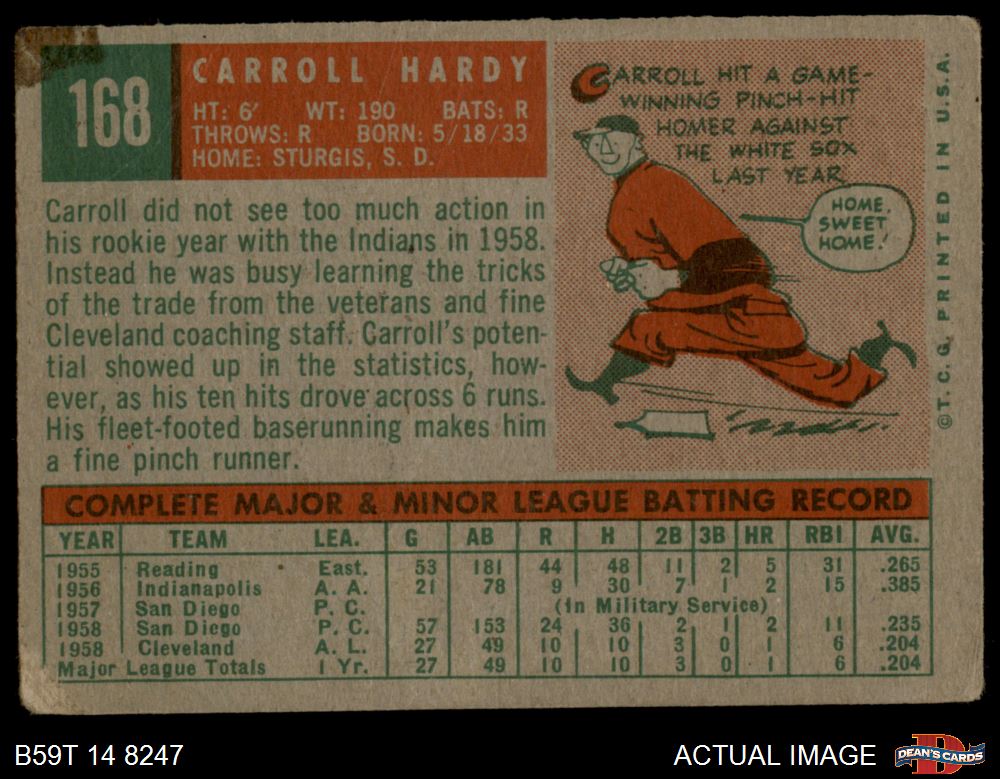 168
CARROLL HARDY
HT: 6' WT: 190 BATS: R
THROWS: R BORN: 5/18/33
HOME: STURGIS, S. D.
CARROLL HIT A GAME-
WINNING PINCH-HIT
HOMER AGAINST
THE WHITE SOX
LAST YEAR
HOME,
SWEET
HOME!
©T. C. G. PRINTED IN U.S.A.
Carroll did not see too much action in
his rookie year with the Indians in 1958.
Instead he was busy learning the tricks
of the trade from the veterans and fine
Cleveland coaching staff. Carroll's poten-
tial showed up in the statistics, how-
ever, as his ten hits drove across 6 runs.
His fleet-footed baserunning makes him
a fine pinch runner.
COMPLETE MAJOR & MINOR LEAGUE BATTING RECORD
YEAR TEAM LEA. G AB R H 2B 3B HR RBI AVG.
1955 Reading East. 53 181 44 48 11 2 5 31 .265
1956 Indianapolis A. A. 21 78 9 30 7 1 2 15 .385
1957 San Diego P. C. (In Military Service)
1958 San Diego P. C. 57 153 24 36 2 1 2 11 .235
1958 Cleveland A. L. 27 49 10 10 3 0 1 6 .204
Major League Totals 1 Yr. 27 49 10 10 3 0 1 6 .204
B59T 14 8247
ACTUAL IMAGE
DEAN'S CARDS